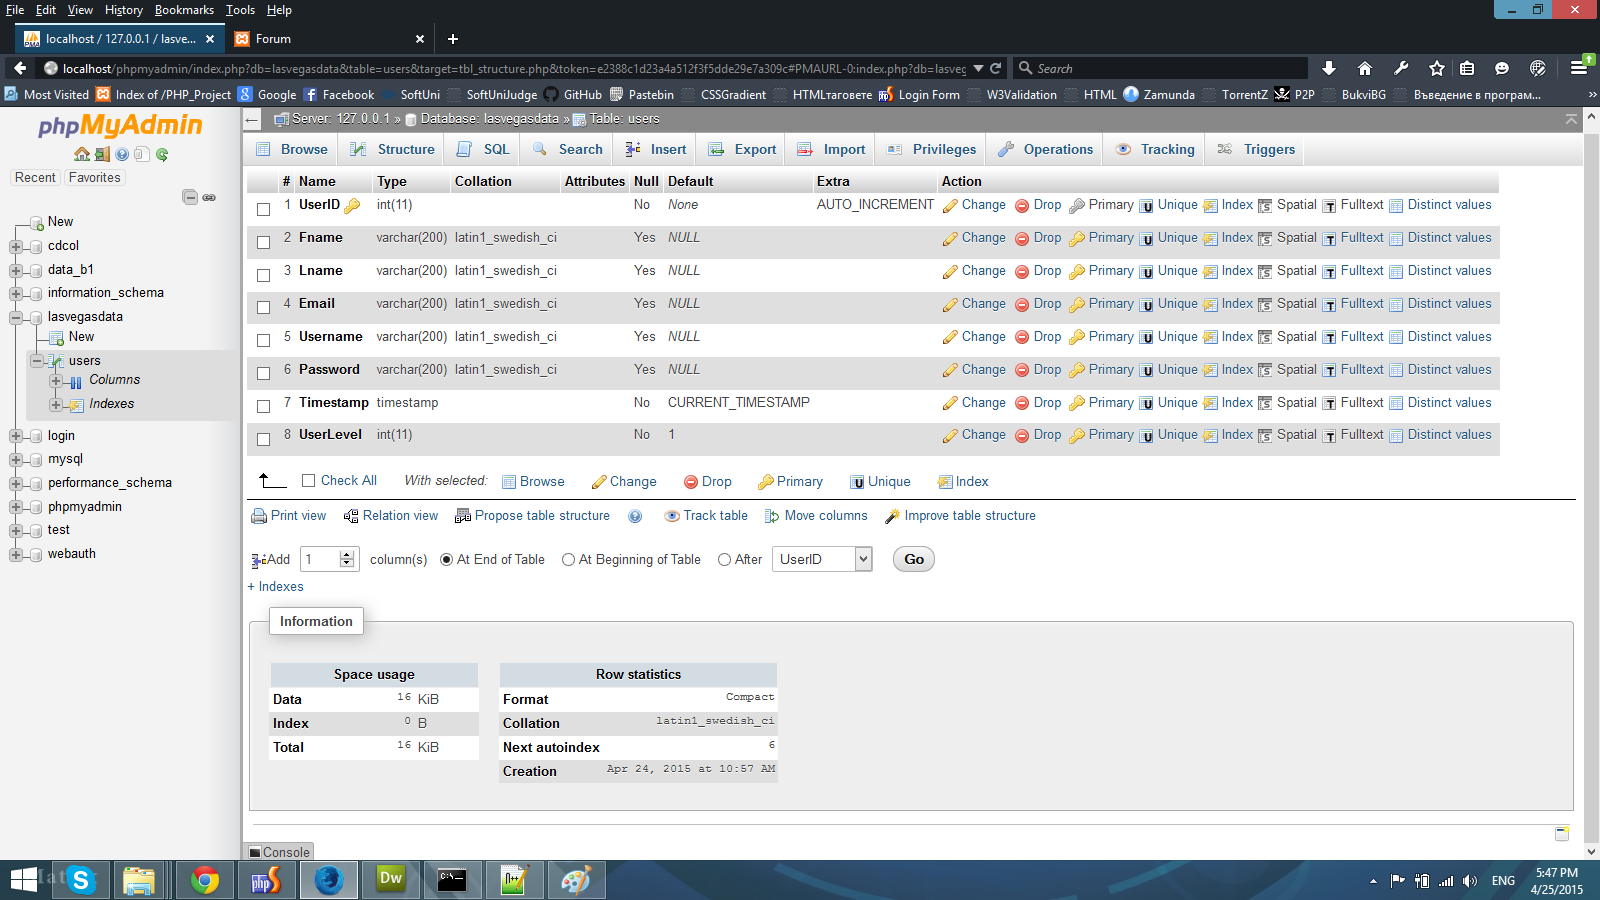 File Edit View History Bookmarks Tools Help
localhost / 127.0.0.1 / lasve... × Forum × +
localhost/phpmyadmin/index.php?db=lasvegasdata&table=users&target=tbl_structure.php&token=e2388c1d23a4a512f3f5dde29e7a309c#PMAURL-0:index.php?db=lasveg Search
Most Visited Index of /PHP_Project Google Facebook SoftUni SoftUniJudge GitHub Pastebin CSSGradient HTMLтаговете Login Form W3Validation HTML Zamunda TorrentZ P2P BukviBG Въведение в програм... »
phpMyAdmin
Recent Favorites
New
cdcol
data_b1
information_schema
lasvegasdata
New
users
Columns
Indexes
login
mysql
performance_schema
phpmyadmin
test
webauth
Server: 127.0.0.1 » Database: lasvegasdata » Table: users
Browse Structure SQL Search Insert Export Import Privileges Operations Tracking Triggers
# Name Type Collation Attributes Null Default Extra Action
1 UserID int(11) No None AUTO_INCREMENT Change Drop Primary Unique Index Spatial Fulltext Distinct values
2 Fname varchar(200) latin1_swedish_ci Yes NULL Change Drop Primary Unique Index Spatial Fulltext Distinct values
3 Lname varchar(200) latin1_swedish_ci Yes NULL Change Drop Primary Unique Index Spatial Fulltext Distinct values
4 Email varchar(200) latin1_swedish_ci Yes NULL Change Drop Primary Unique Index Spatial Fulltext Distinct values
5 Username varchar(200) latin1_swedish_ci Yes NULL Change Drop Primary Unique Index Spatial Fulltext Distinct values
6 Password varchar(200) latin1_swedish_ci Yes NULL Change Drop Primary Unique Index Spatial Fulltext Distinct values
7 Timestamp timestamp No CURRENT_TIMESTAMP Change Drop Primary Unique Index Spatial Fulltext Distinct values
8 UserLevel int(11) No 1 Change Drop Primary Unique Index Spatial Fulltext Distinct values
Check All With selected: Browse Change Drop Primary Unique Index
Print view Relation view Propose table structure Track table Move columns Improve table structure
Add 1 column(s) At End of Table At Beginning of Table After UserID Go
+ Indexes
Information
Space usage
Data 16 KiB
Index 0 B
Total 16 KiB
Row statistics
Format Compact
Collation latin1_swedish_ci
Next autoindex 6
Creation Apr 24, 2015 at 10:57 AM
Console
Dw
ENG
5:47 PM
4/25/2015